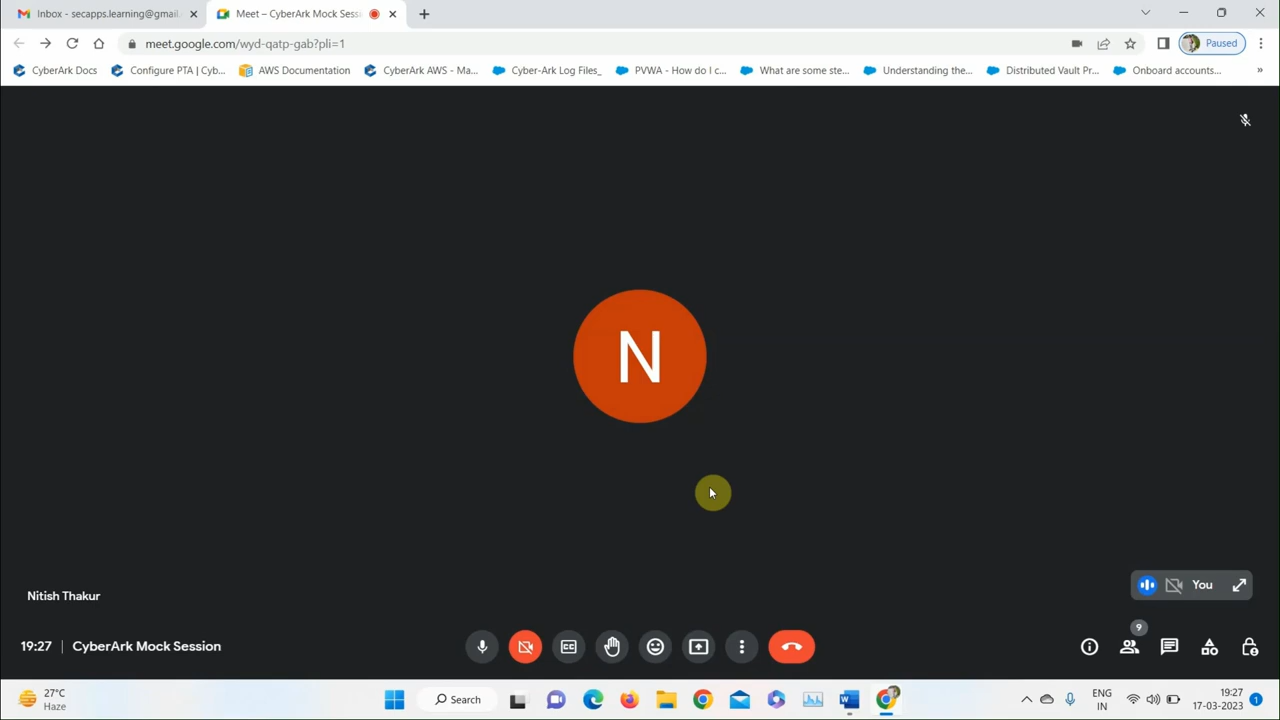 Inbox - secapps.learning@gmail.
Meet – CyberArk Mock Sessi
meet.google.com/wyd-qatp-gab?pli=1
Paused
CyberArk Docs
Configure PTA | Cyb...
AWS Documentation
CyberArk AWS - Ma...
Cyber-Ark Log Files_
PVWA - How do I c...
What are some ste...
Understanding the...
Distributed Vault Pr...
Onboard accounts...
»
N
Nitish Thakur
You
19:27 | CyberArk Mock Session
9
27°C
Haze
Search
ENG
IN
19:27
17-03-2023
1